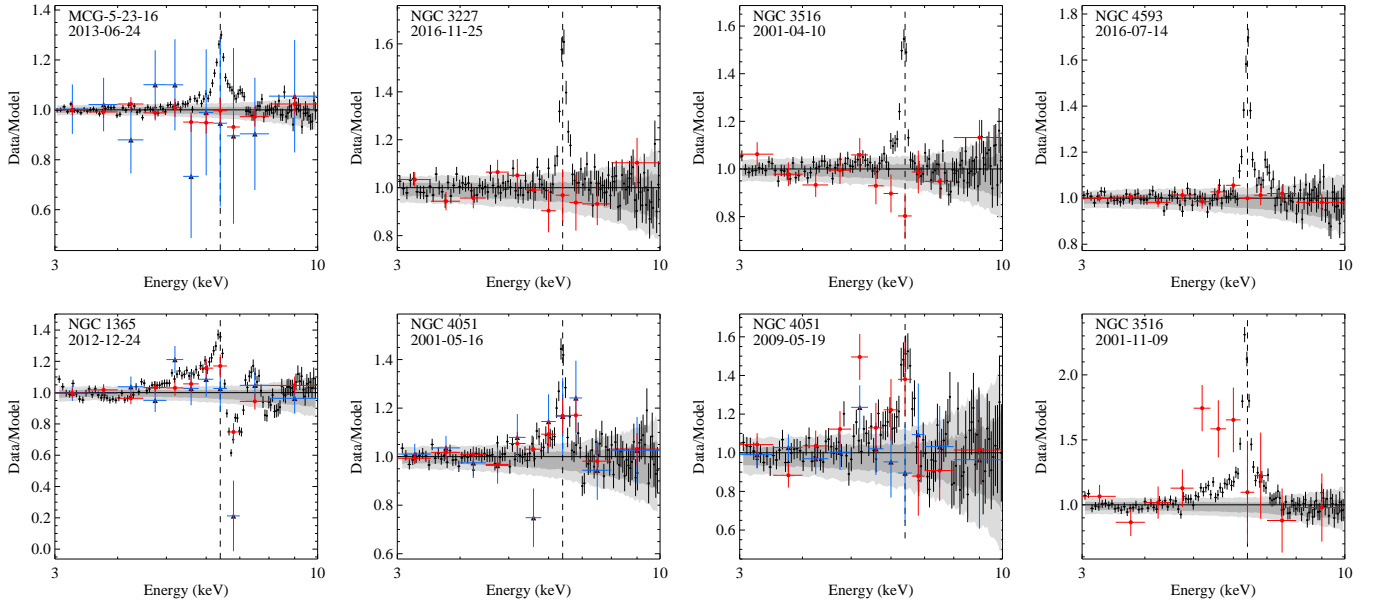 MCG-5-23-16
2013-06-24
1.4
1.2
1.0
0.8
0.6
Data/Model
3
10
Energy (keV)
NGC 3227
2016-11-25
1.6
1.4
1.2
1.0
0.8
Data/Model
3
10
Energy (keV)
NGC 3516
2001-04-10
1.6
1.4
1.2
1.0
0.8
Data/Model
3
10
Energy (keV)
NGC 4593
2016-07-14
1.8
1.6
1.4
1.2
1.0
0.8
Data/Model
3
10
Energy (keV)
NGC 1365
2012-12-24
1.4
1.2
1.0
0.8
0.6
0.4
0.2
0.0
Data/Model
3
10
Energy (keV)
NGC 4051
2001-05-16
1.4
1.2
1.0
0.8
0.6
Data/Model
3
10
Energy (keV)
NGC 4051
2009-05-19
1.6
1.4
1.2
1.0
0.8
0.6
Data/Model
3
10
Energy (keV)
NGC 3516
2001-11-09
2.0
1.5
1.0
Data/Model
3
10
Energy (keV)